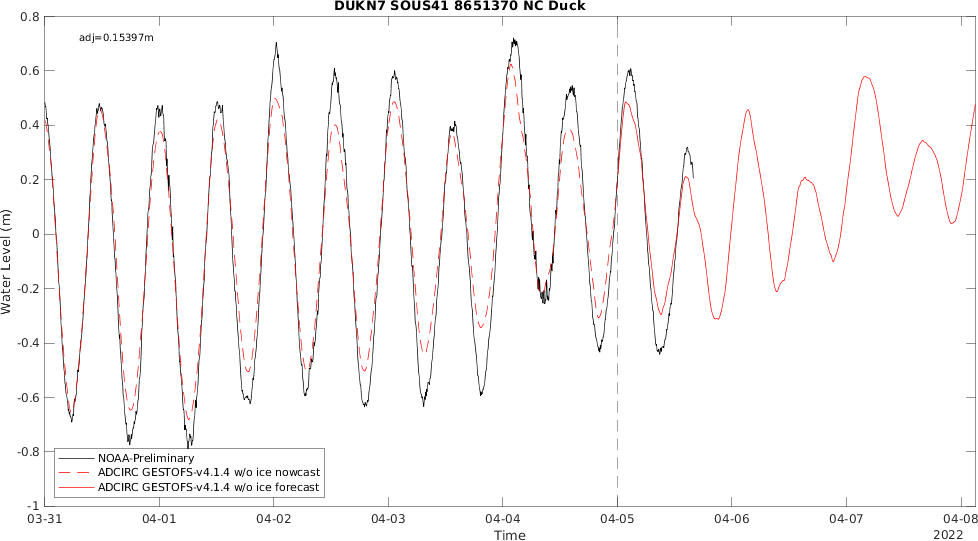 DUKN7 SOUS41 8651370 NC Duck
adj=0.15397m
Water Level (m)
0.8
0.6
0.4
0.2
0
-0.2
-0.4
-0.6
-0.8
-1
NOAA-Preliminary
ADCIRC GESTOFS-v4.1.4 w/o ice nowcast
ADCIRC GESTOFS-v4.1.4 w/o ice forecast
03-31 04-01 04-02 04-03 04-04 04-05 04-06 04-07 04-08
Time
2022